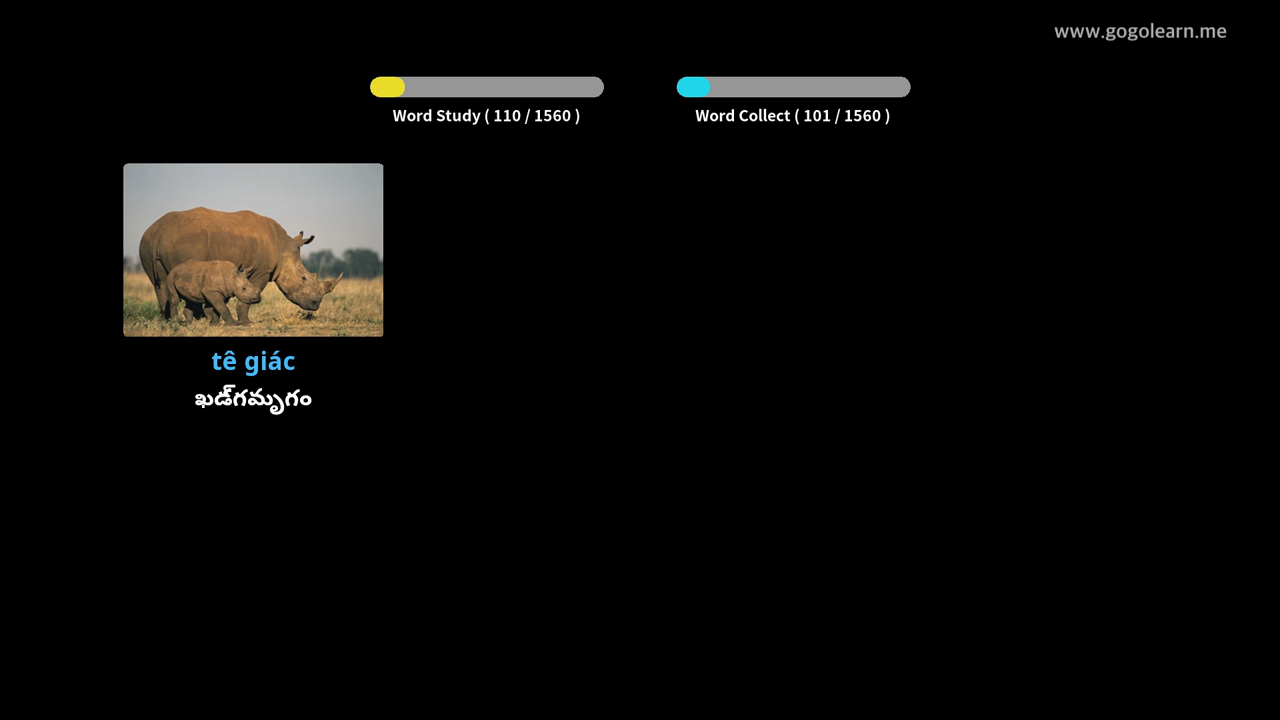 www.gogolearn.me
Word Study ( 110 / 1560 )
Word Collect ( 101 / 1560 )
tê giác
ఖడ్గమృగం